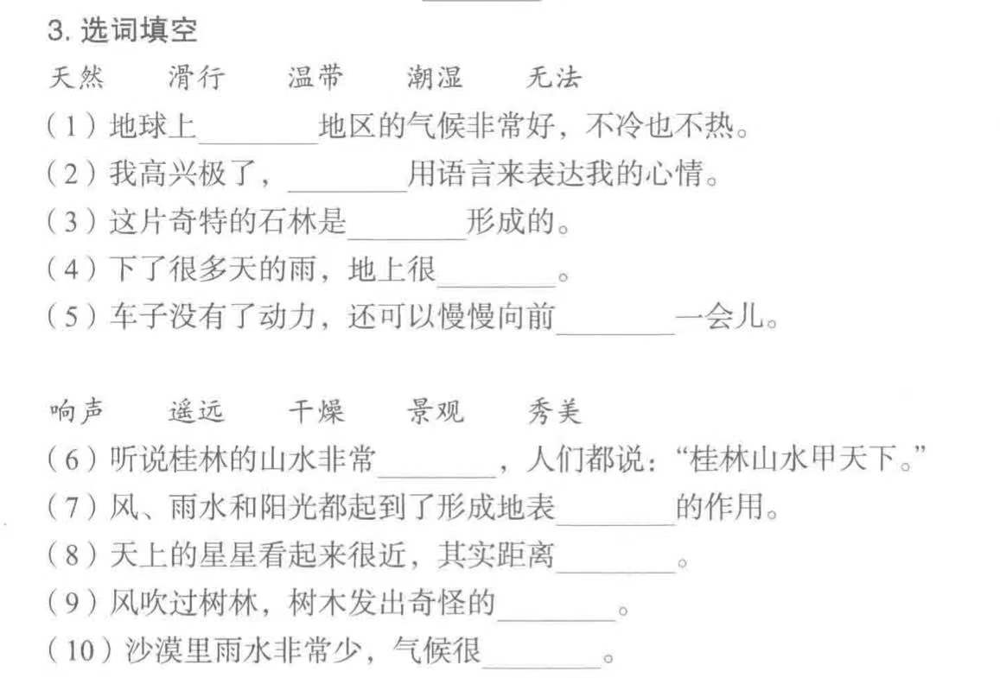 3. 选词填空
天然 滑行 温带 潮湿 无法
（1）地球上________地区的气候非常好，不冷也不热。
（2）我高兴极了，________用语言来表达我的心情。
（3）这片奇特的石林是________形成的。
（4）下了很多天的雨，地上很________。
（5）车子没有了动力，还可以慢慢向前________一会儿。
响声 遥远 干燥 景观 秀美
（6）听说桂林的山水非常________，人们都说：“桂林山水甲天下。”
（7）风、雨水和阳光都起到了形成地表________的作用。
（8）天上的星星看起来很近，其实距离________。
（9）风吹过树林，树木发出奇怪的________。
（10）沙漠里雨水非常少，气候很________。